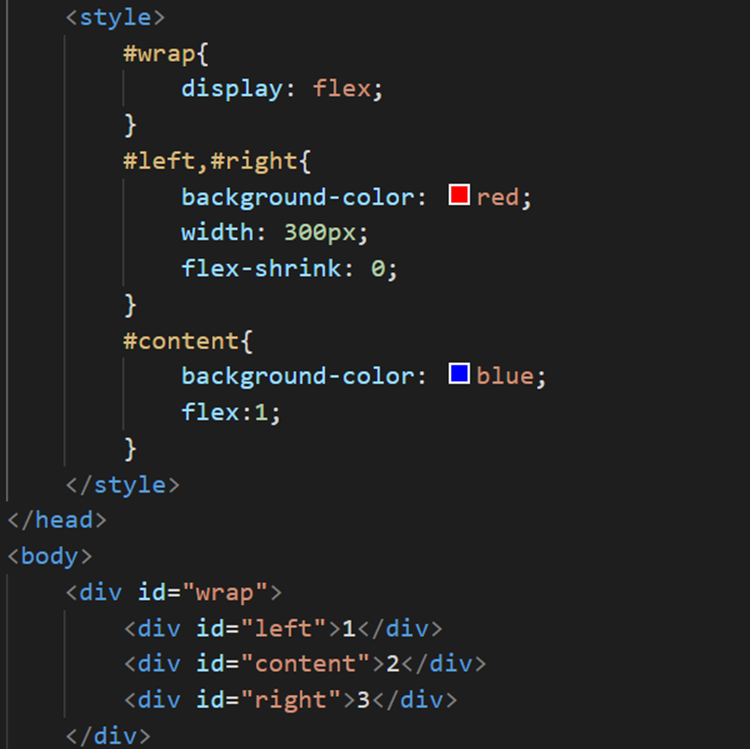 <style>
#wrap{
display: flex;
}
#left,#right{
background-color: red;
width: 300px;
flex-shrink: 0;
}
#content{
background-color: blue;
flex:1;
}
</style>
</head>
<body>
<div id="wrap">
<div id="left">1</div>
<div id="content">2</div>
<div id="right">3</div>
</div>